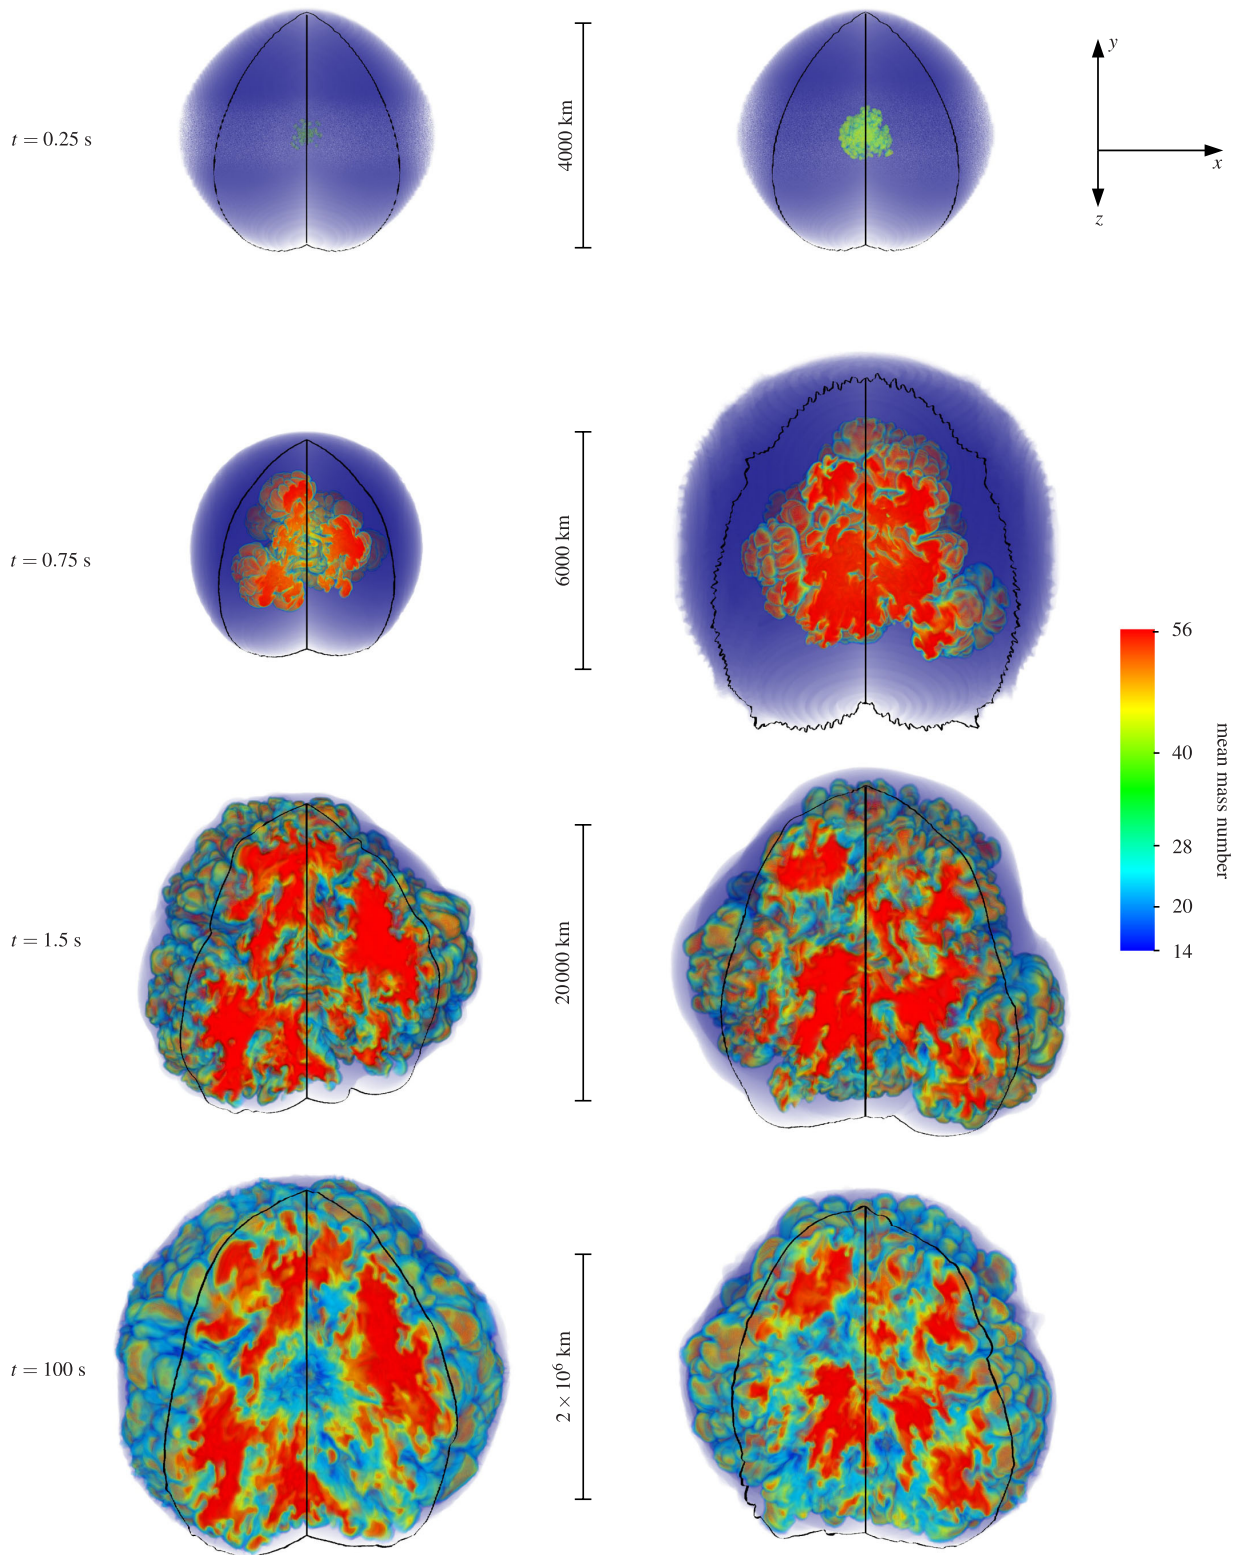 t = 0.25 s
4000 km
y
x
z
t = 0.75 s
6000 km
56
40
28
20
14
mean mass number
t = 1.5 s
20 000 km
t = 100 s
2 × 10⁶ km